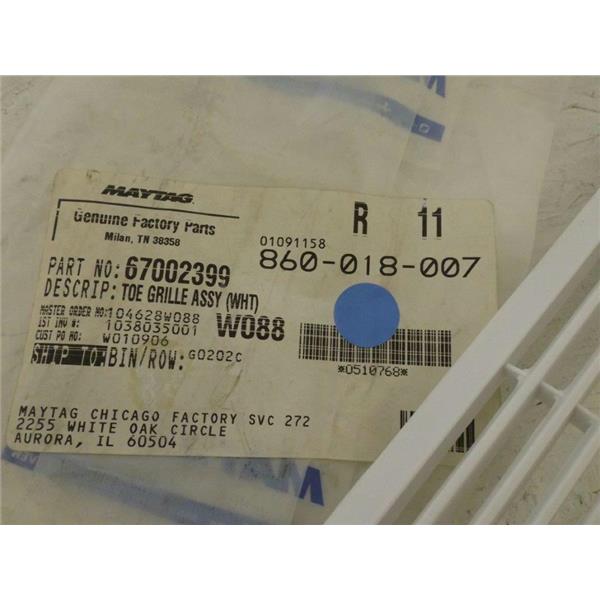 MAYTAG
Genuine Factory Parts
Milan, TN 38358
R 11
01091158
860-018-007
PART NO: 67002399
DESCRIP: TOE GRILLE ASSY (WHT)
MASTER ORDER NO: 104628W088
1ST INV #: 1038035001
CUST PO NO: W010906
W088
SHIP TO: BIN/ROW: G0202C
*0510768*
MAYTAG CHICAGO FACTORY SVC 272
2255 WHITE OAK CIRCLE
AURORA, IL 60504